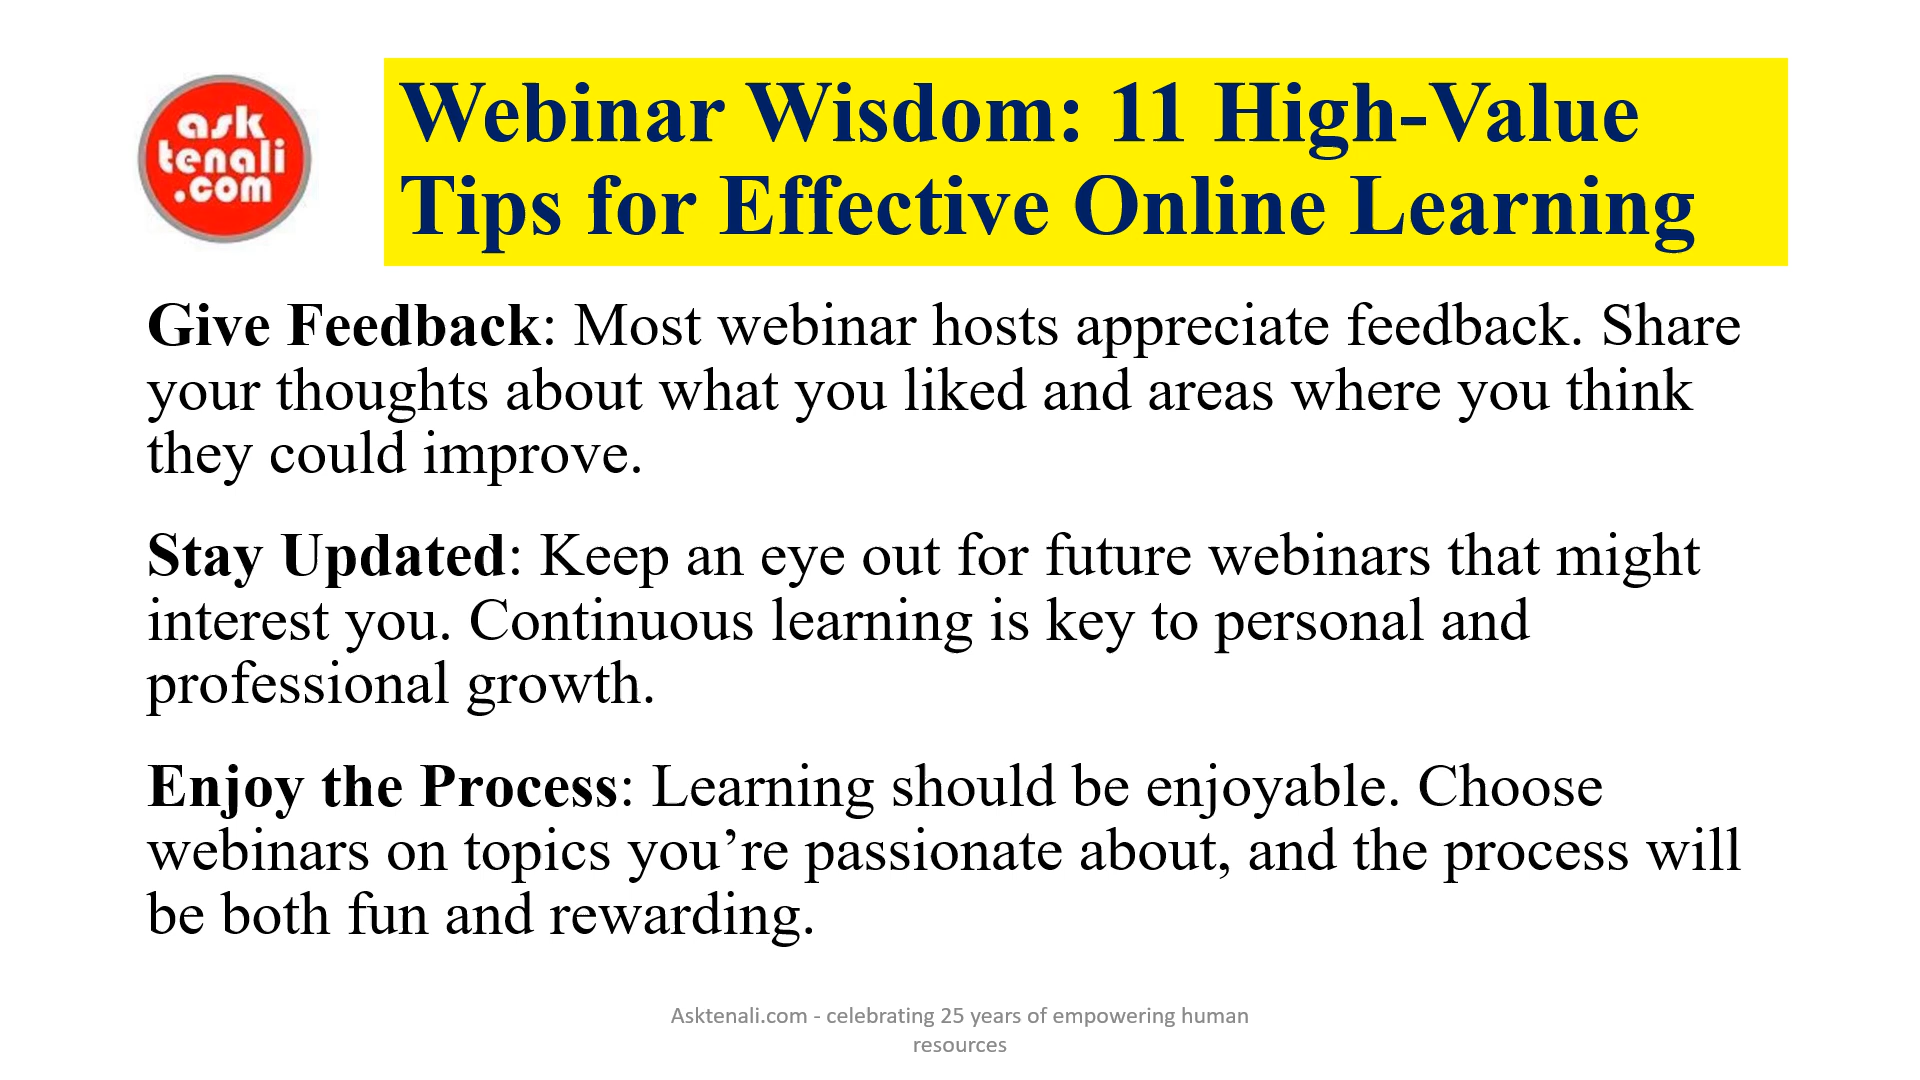 ask
tenali
.com
Webinar Wisdom: 11 High-Value
Tips for Effective Online Learning
Give Feedback: Most webinar hosts appreciate feedback. Share
your thoughts about what you liked and areas where you think
they could improve.
Stay Updated: Keep an eye out for future webinars that might
interest you. Continuous learning is key to personal and
professional growth.
Enjoy the Process: Learning should be enjoyable. Choose
webinars on topics you’re passionate about, and the process will
be both fun and rewarding.
Asktenali.com - celebrating 25 years of empowering human
resources